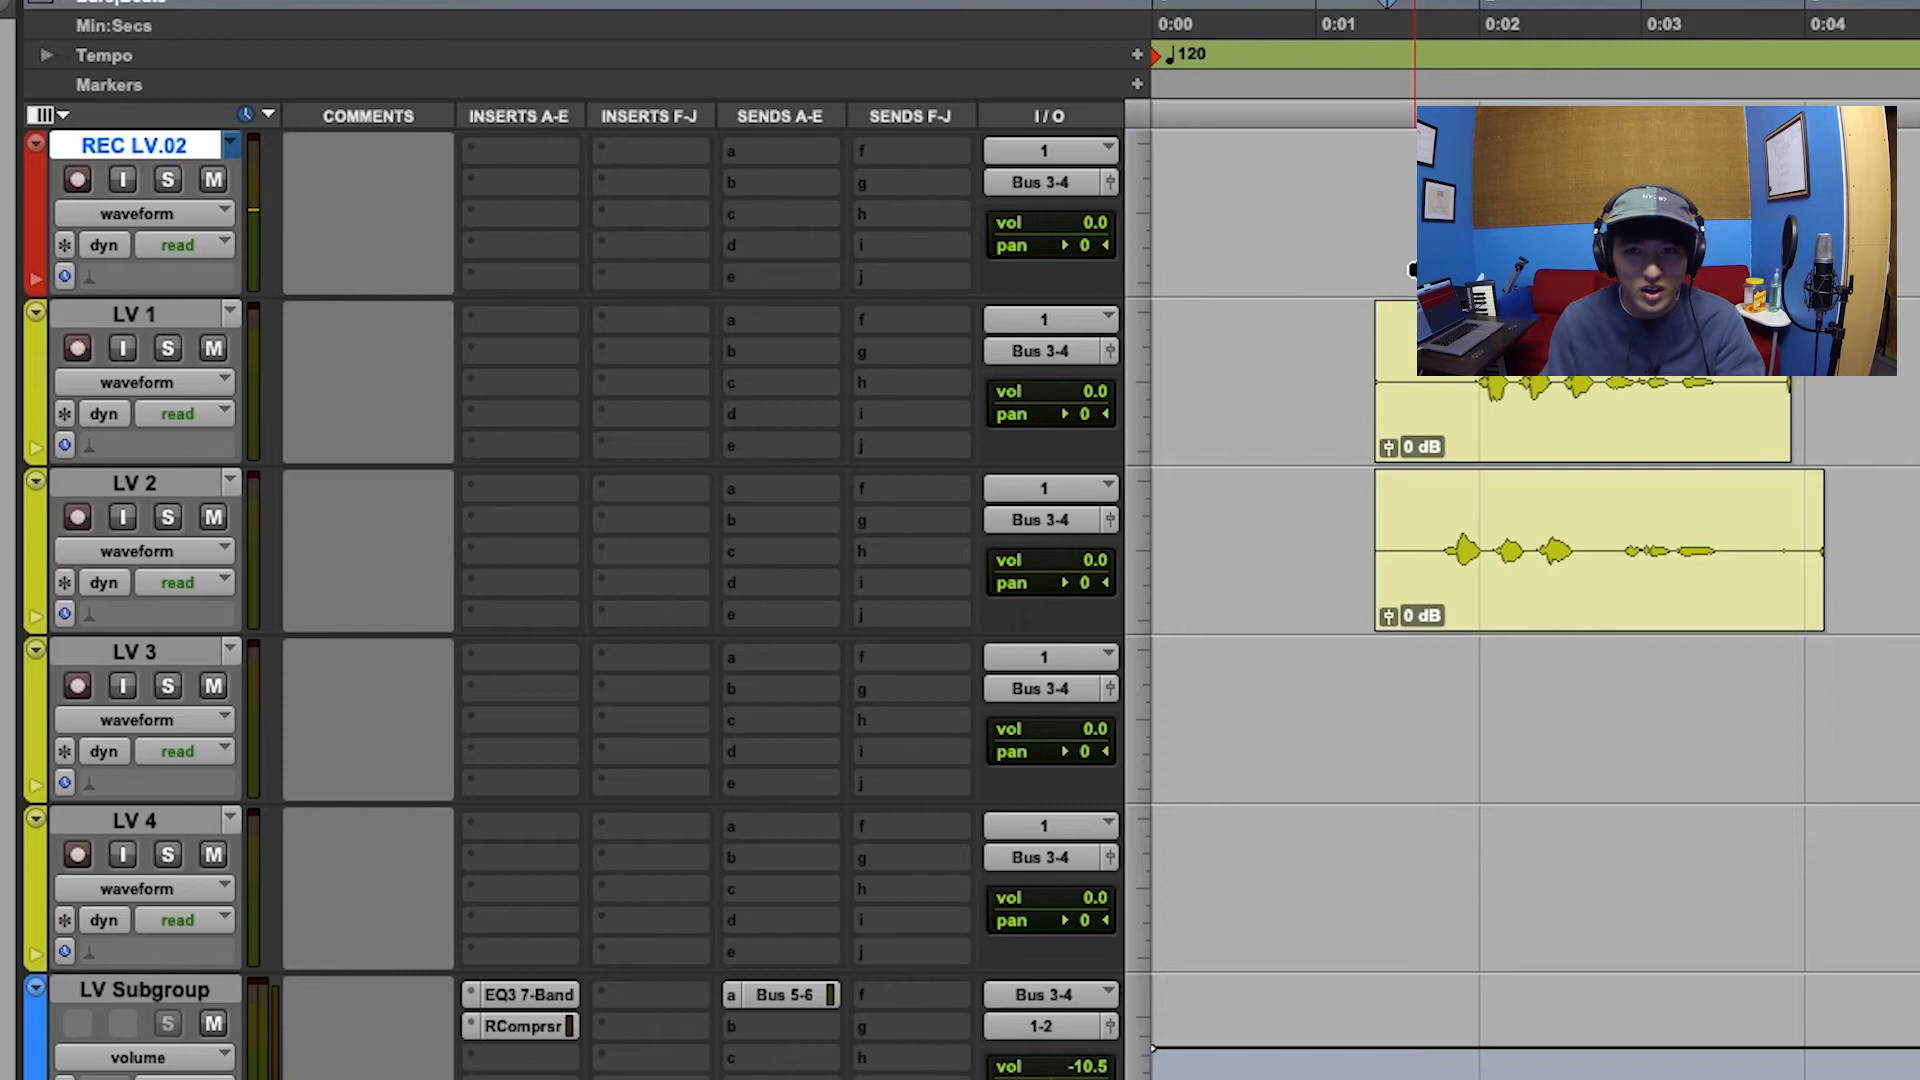 Min:Secs 0:00 0:01 0:02 0:03 0:04
Tempo 120
Markers
COMMENTS INSERTS A-E INSERTS F-J SENDS A-E SENDS F-J I / O
REC LV.02 a f 1
I S M b g Bus 3-4
waveform c h vol 0.0
dyn read d i pan 0
e j
LV 1 a f 1
I S M b g Bus 3-4
waveform c h vol 0.0
dyn read d i pan 0
e j 0 dB
LV 2 a f 1
I S M b g Bus 3-4
waveform c h vol 0.0
dyn read d i pan 0
e j 0 dB
LV 3 a f 1
I S M b g Bus 3-4
waveform c h vol 0.0
dyn read d i pan 0
e j
LV 4 a f 1
I S M b g Bus 3-4
waveform c h vol 0.0
dyn read d i pan 0
e j
LV Subgroup EQ3 7-Band a Bus 5-6 f Bus 3-4
S M RComprsr b g 1-2
volume c h vol -10.5